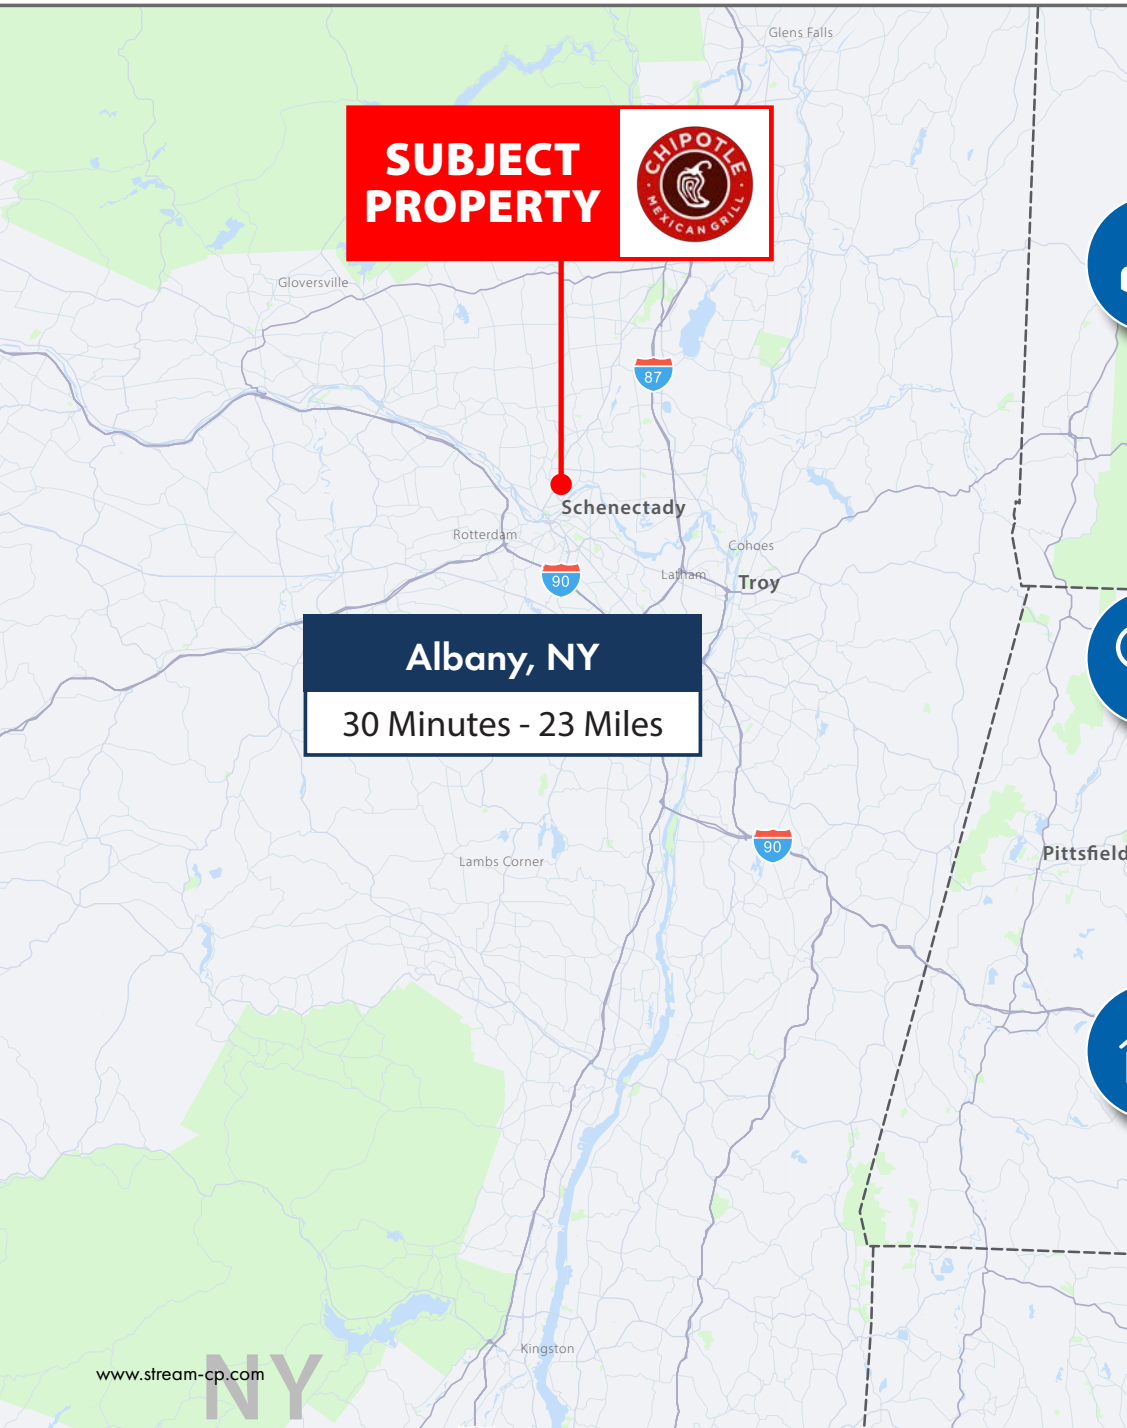 Glens Falls
SUBJECT
PROPERTY
CHIPOTLE
MEXICAN GRILL
Gloversville
87
Schenectady
Rotterdam
Cohoes
90
Latham
Troy
Albany, NY
30 Minutes - 23 Miles
90
Lambs Corner
Pittsfield
Kingston
www.stream-cp.com
NY